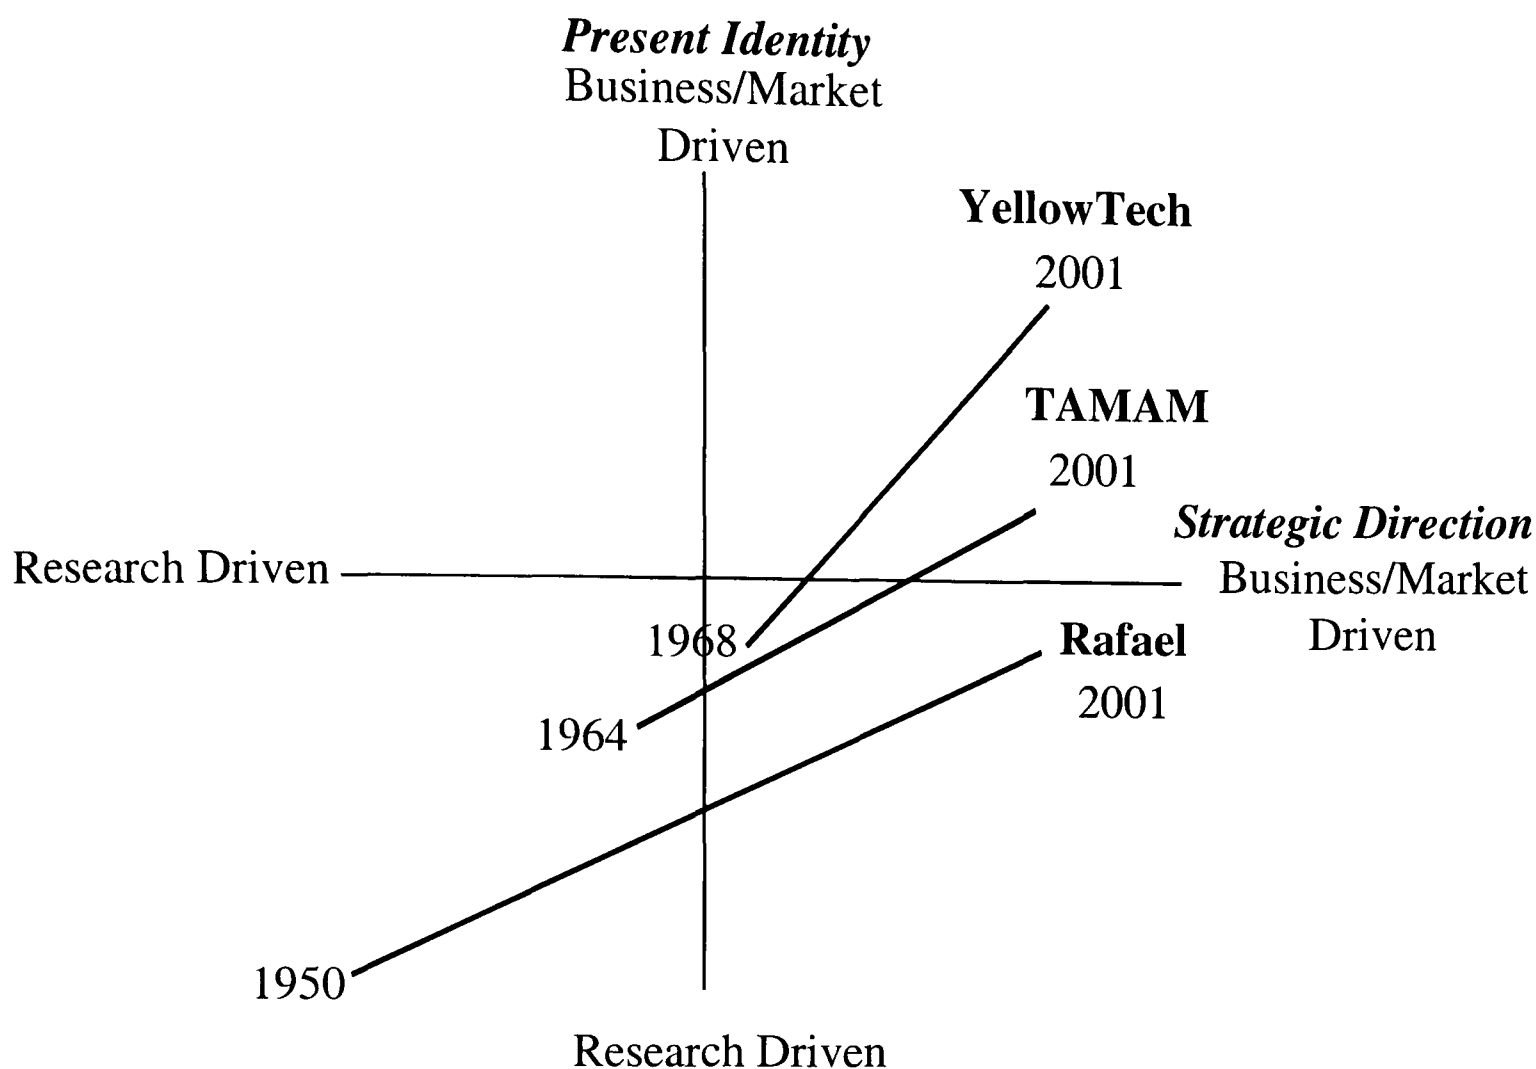 Present Identity
Business/Market
Driven
YellowTech
2001
TAMAM
2001
Strategic Direction
Research Driven
Business/Market
1968
Rafael
Driven
2001
1964
1950
Research Driven